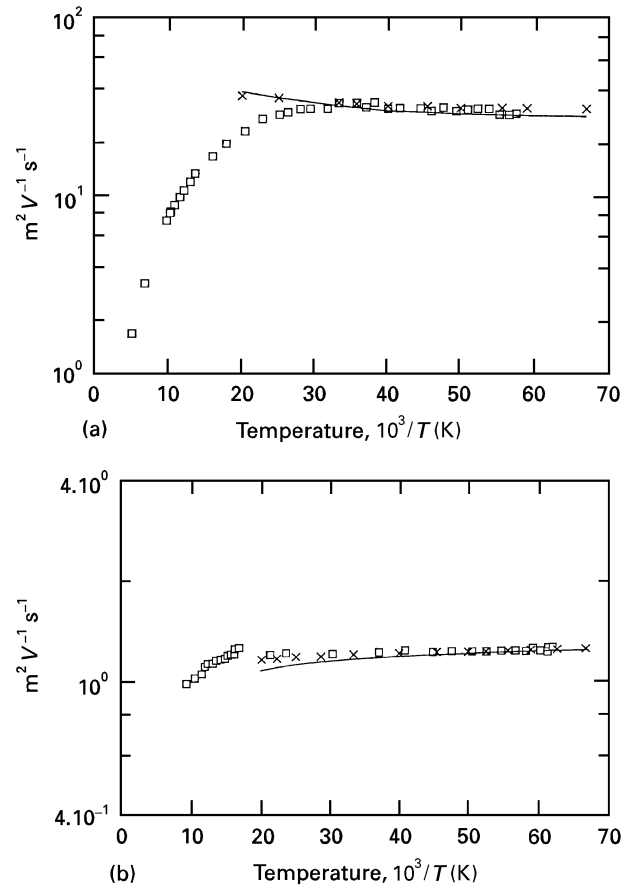 10²
10¹
10⁰
m² V⁻¹ s⁻¹
0 10 20 30 40 50 60 70
(a) Temperature, 10³/T (K)
4.10⁰
10⁰
4.10⁻¹
m² V⁻¹ s⁻¹
0 10 20 30 40 50 60 70
(b) Temperature, 10³/T (K)